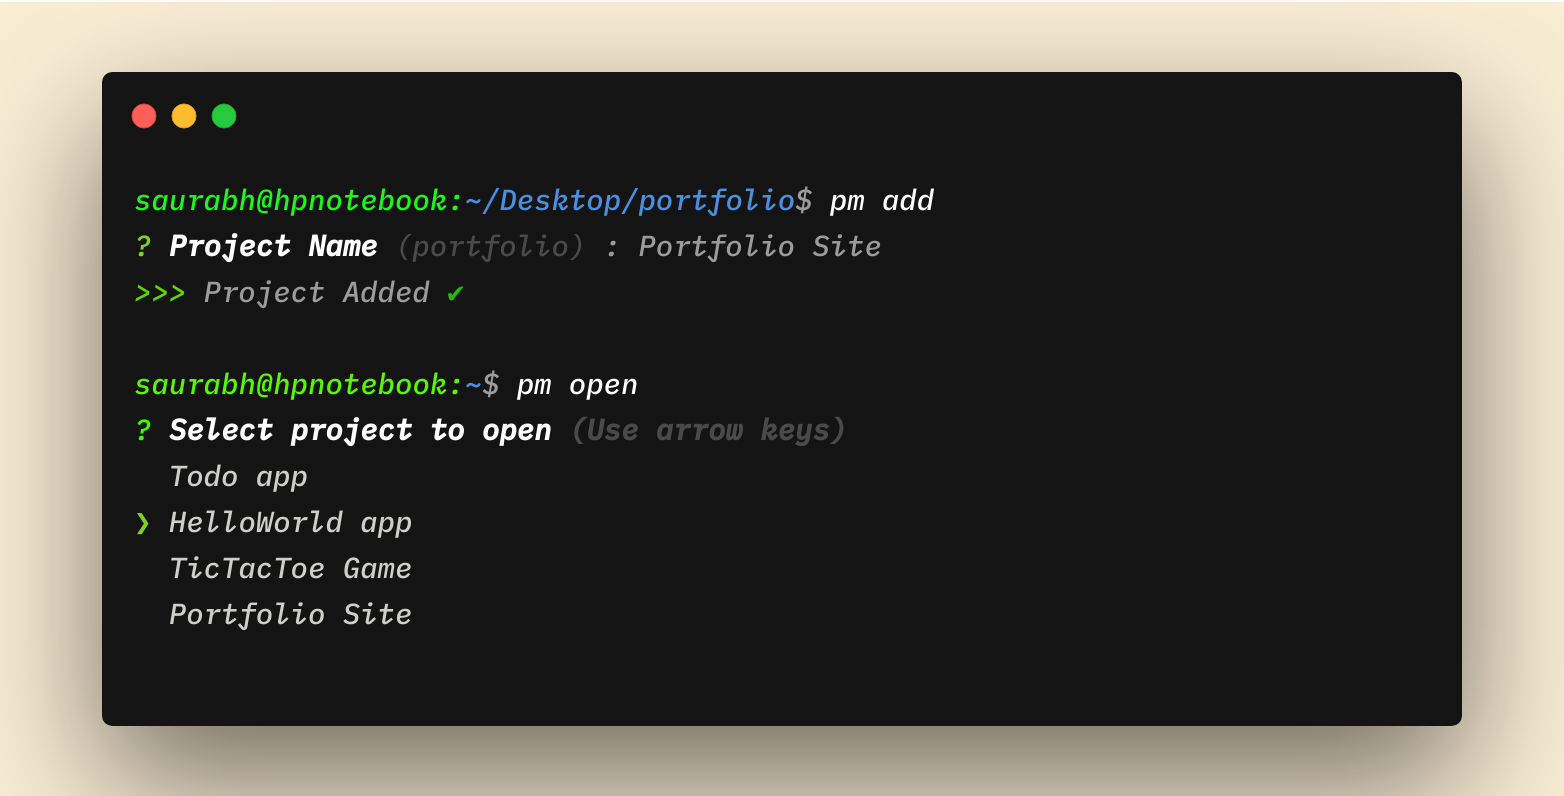 saurabh@hpnotebook:~/Desktop/portfolio$ pm add
? Project Name (portfolio) : Portfolio Site
>>> Project Added ✔
saurabh@hpnotebook:~$ pm open
? Select project to open (Use arrow keys)
Todo app
❯ HelloWorld app
TicTacToe Game
Portfolio Site